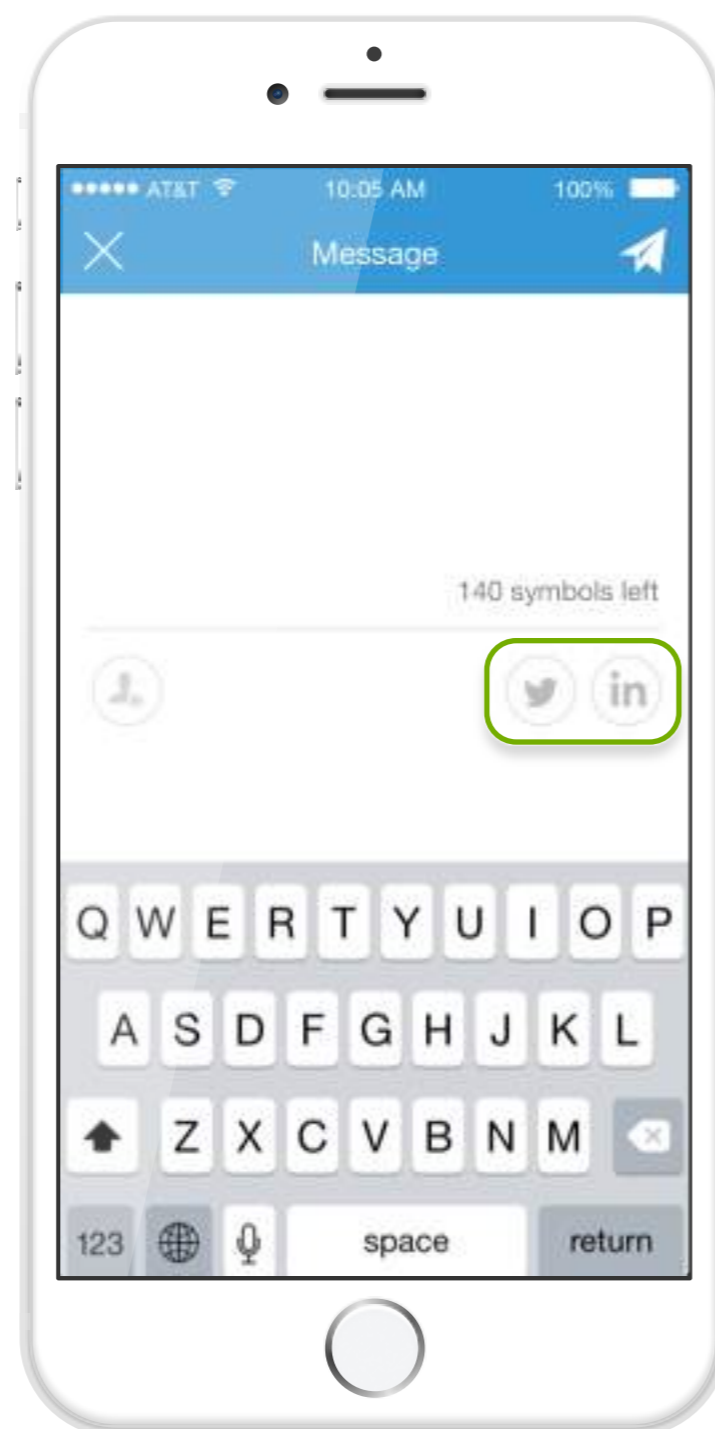 AT&T 10:05 AM 100%
Message
140 symbols left
in
Q W E R T Y U I O P
A S D F G H J K L
Z X C V B N M
123 space return